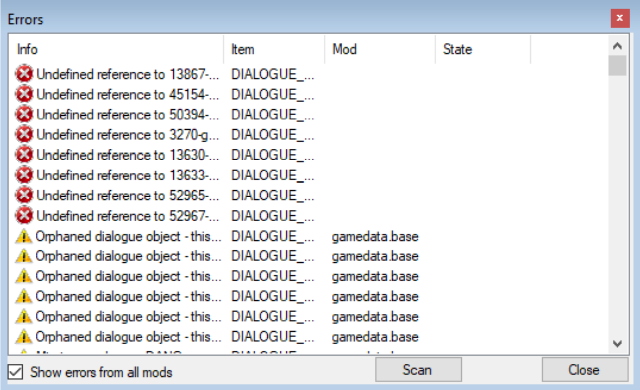 Errors
Info Item Mod State
Undefined reference to 13867-... DIALOGUE_...
Undefined reference to 45154-... DIALOGUE_...
Undefined reference to 50394-... DIALOGUE_...
Undefined reference to 3270-g... DIALOGUE_...
Undefined reference to 13630-... DIALOGUE_...
Undefined reference to 13633-... DIALOGUE_...
Undefined reference to 52965-... DIALOGUE_...
Undefined reference to 52967-... DIALOGUE_...
Orphaned dialogue object - this... DIALOGUE_... gamedata.base
Orphaned dialogue object - this... DIALOGUE_... gamedata.base
Orphaned dialogue object - this... DIALOGUE_... gamedata.base
Orphaned dialogue object - this... DIALOGUE_... gamedata.base
Orphaned dialogue object - this... DIALOGUE_... gamedata.base
Orphaned dialogue object - this... DIALOGUE_... gamedata.base
Show errors from all mods Scan Close